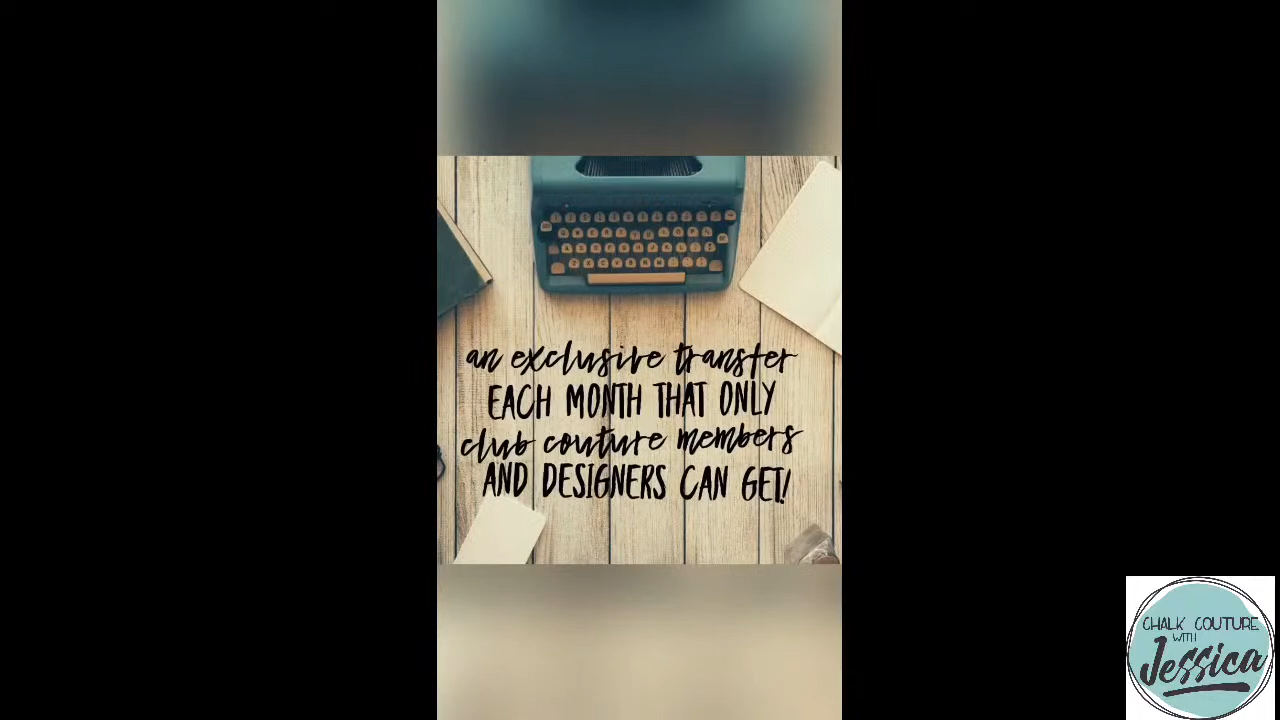 an exclusive transfer
EACH MONTH THAT ONLY
club couture members
AND DESIGNERS CAN GET!
CHALK COUTURE
WITH
Jessica